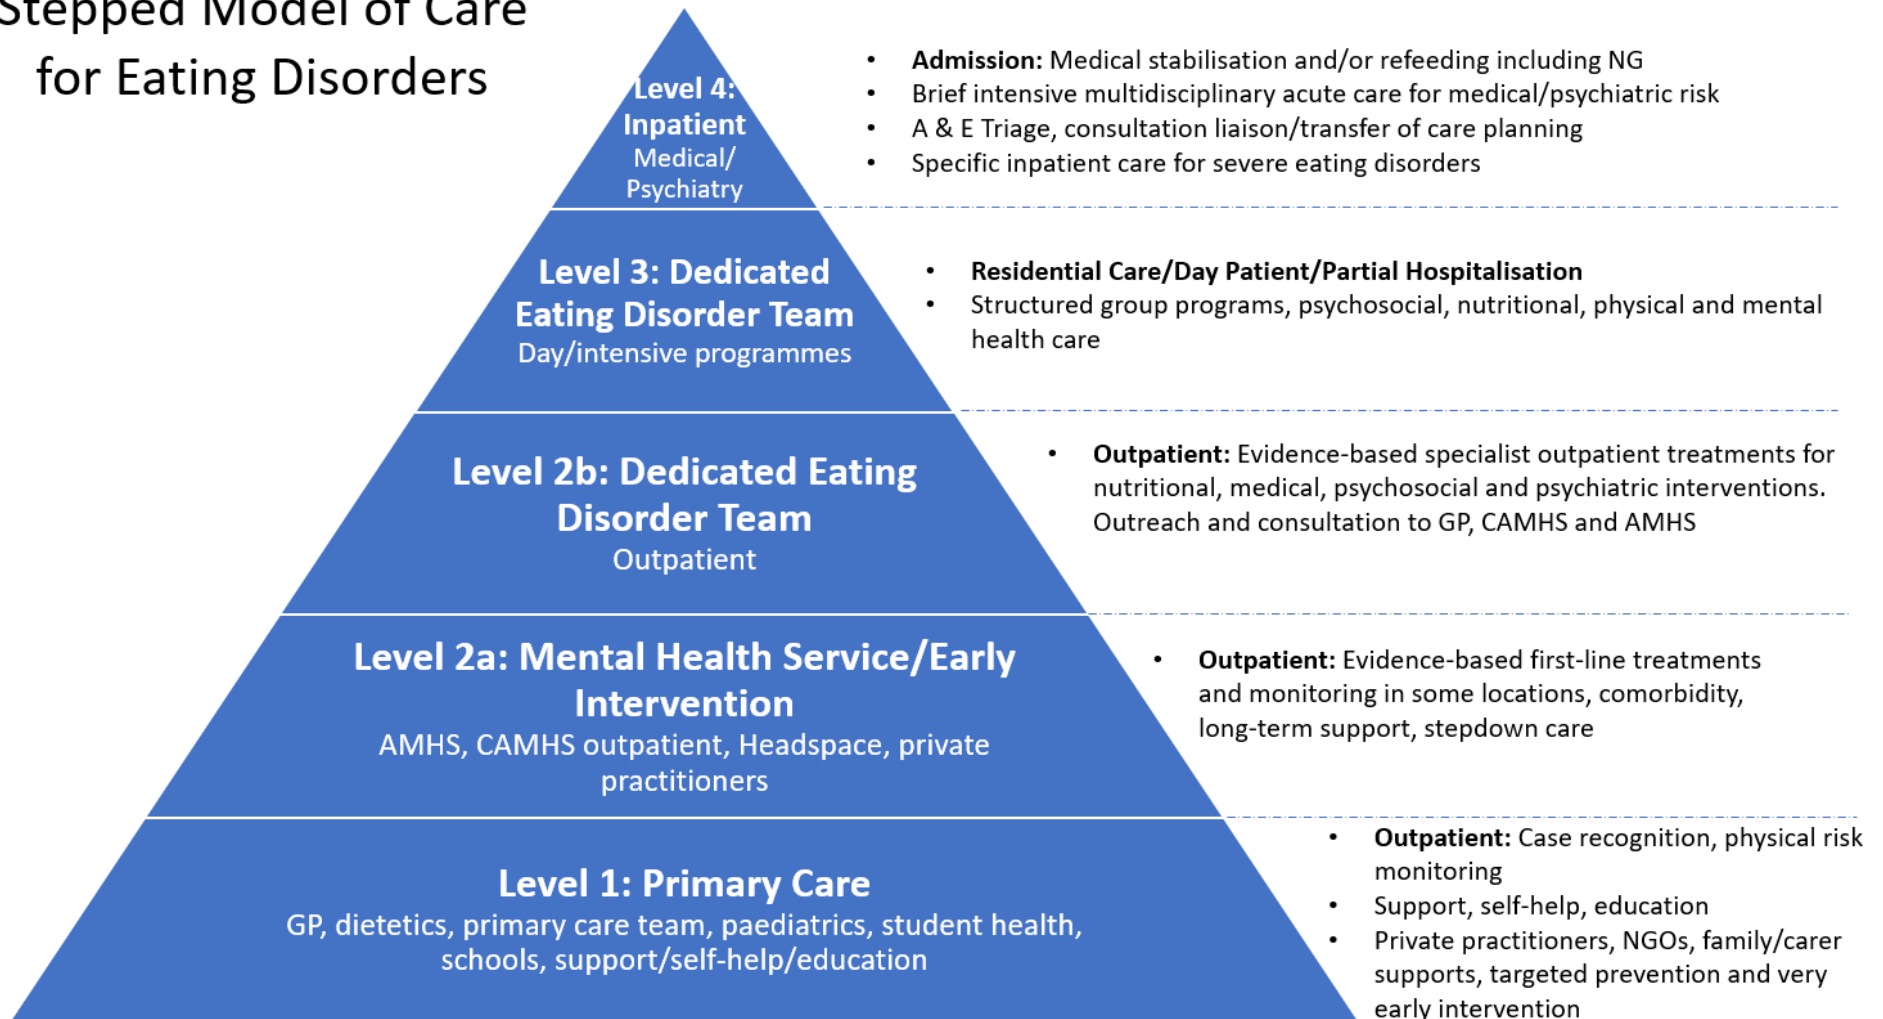 Stepped Model of Care
for Eating Disorders
Level 4:
Inpatient
Medical/
Psychiatry
• Admission: Medical stabilisation and/or refeeding including NG
• Brief intensive multidisciplinary acute care for medical/psychiatric risk
• A & E Triage, consultation liaison/transfer of care planning
• Specific inpatient care for severe eating disorders
Level 3: Dedicated
Eating Disorder Team
Day/intensive programmes
• Residential Care/Day Patient/Partial Hospitalisation
• Structured group programs, psychosocial, nutritional, physical and mental
health care
Level 2b: Dedicated Eating
Disorder Team
Outpatient
• Outpatient: Evidence-based specialist outpatient treatments for
nutritional, medical, psychosocial and psychiatric interventions.
Outreach and consultation to GP, CAMHS and AMHS
Level 2a: Mental Health Service/Early
Intervention
AMHS, CAMHS outpatient, Headspace, private
practitioners
• Outpatient: Evidence-based first-line treatments
and monitoring in some locations, comorbidity,
long-term support, stepdown care
Level 1: Primary Care
GP, dietetics, primary care team, paediatrics, student health,
schools, support/self-help/education
• Outpatient: Case recognition, physical risk
monitoring
• Support, self-help, education
• Private practitioners, NGOs, family/carer
supports, targeted prevention and very
early intervention